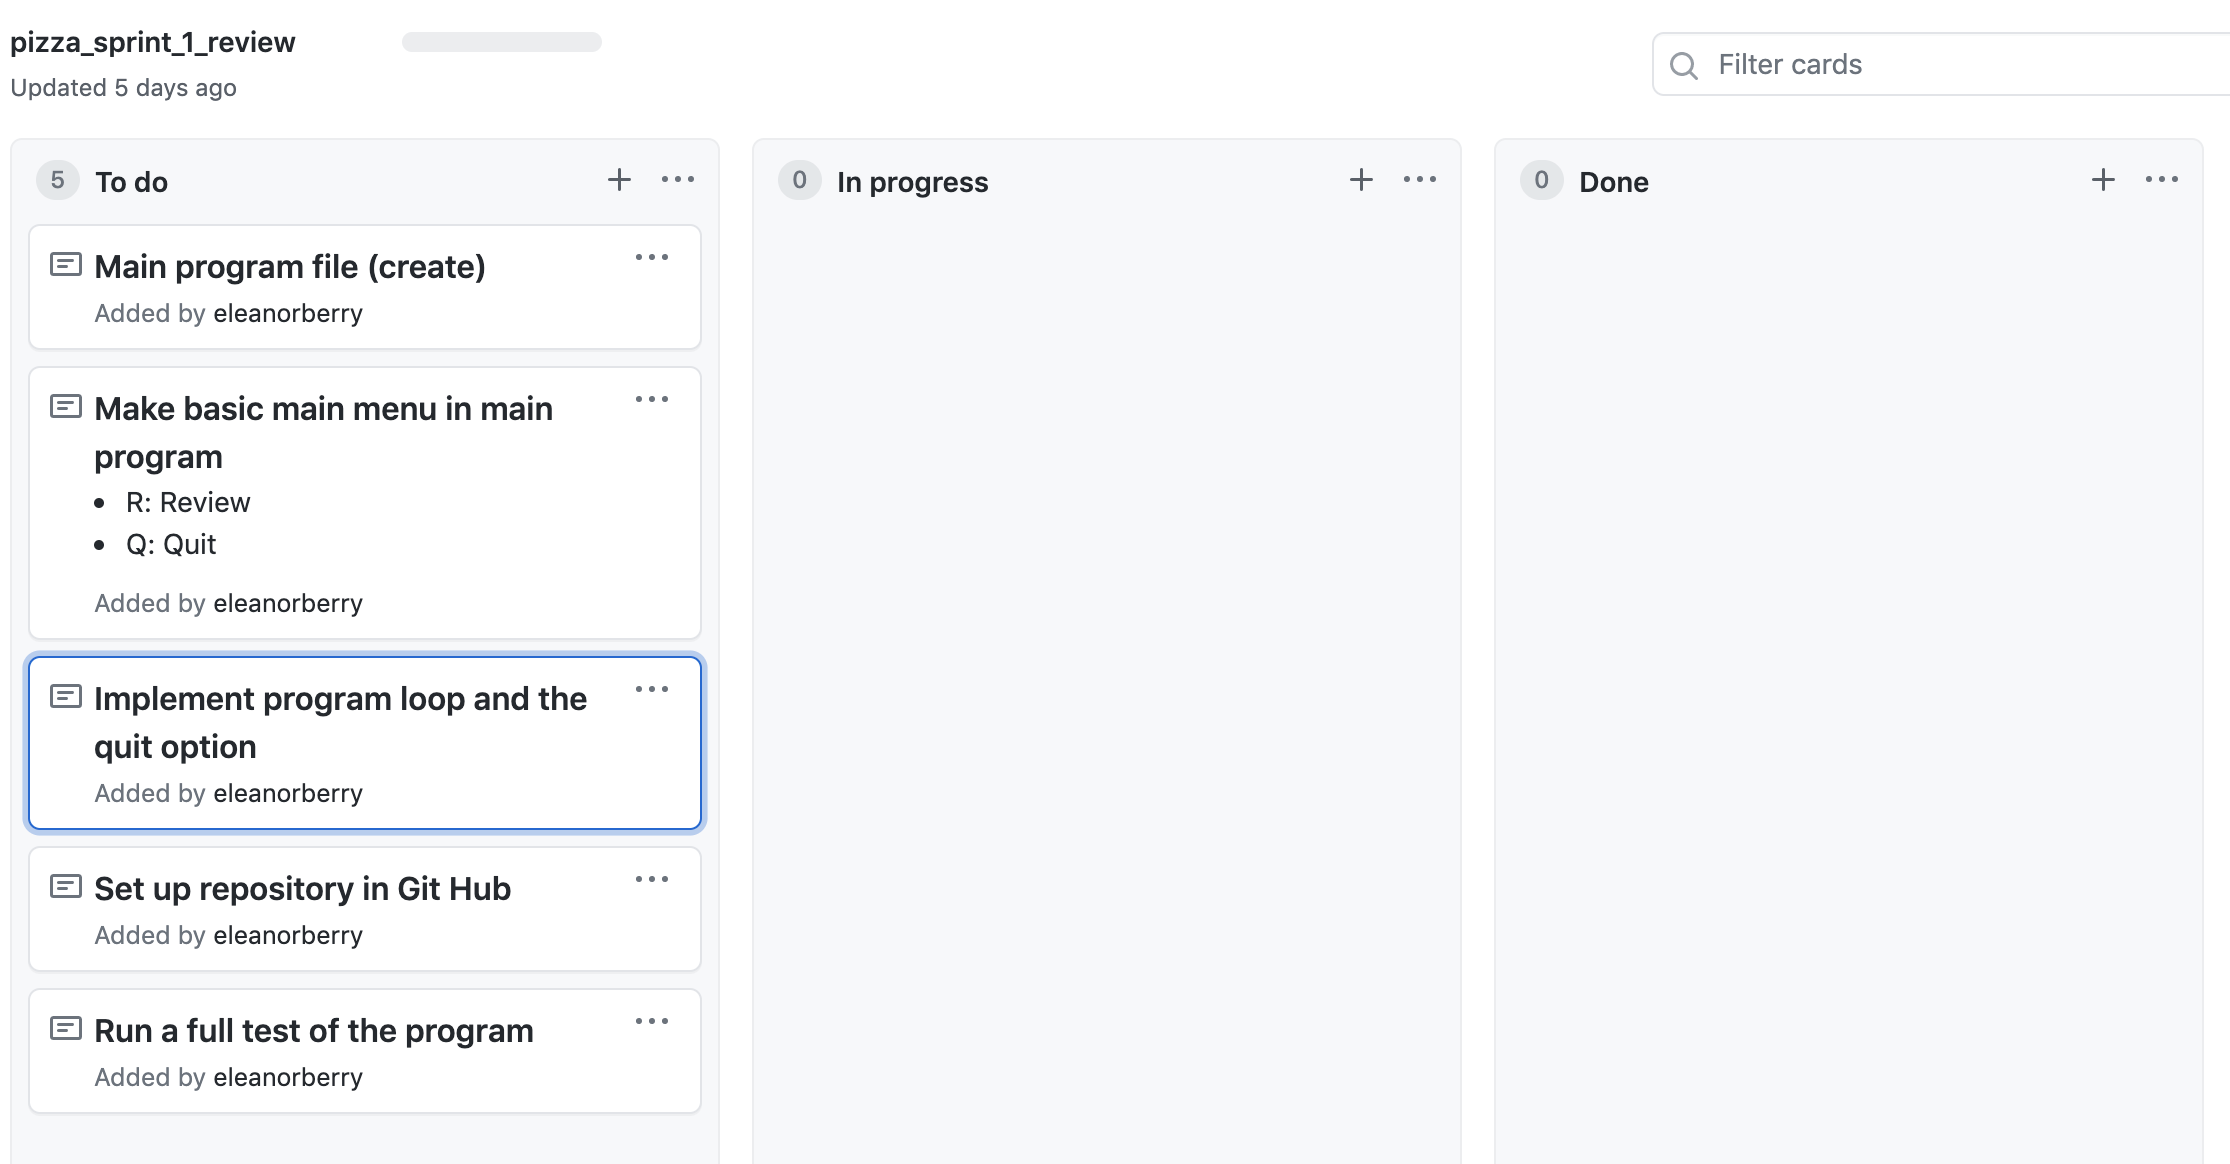 pizza_sprint_1_review
Updated 5 days ago
Filter cards
5 To do
Main program file (create)
Added by eleanorberry
Make basic main menu in main
program
• R: Review
• Q: Quit
Added by eleanorberry
Implement program loop and the
quit option
Added by eleanorberry
Set up repository in Git Hub
Added by eleanorberry
Run a full test of the program
Added by eleanorberry
0 In progress
0 Done